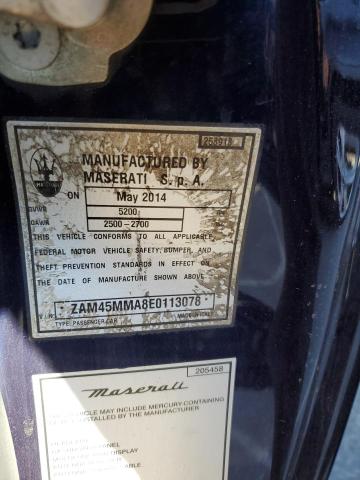 MANUFACTURED BY
MASERATI S.p.A.
ON May 2014
GVWR 5200
GAWR 2500-2700
THIS VEHICLE CONFORMS TO ALL APPLICABLE
FEDERAL MOTOR VEHICLE SAFETY, BUMPER, AND
THEFT PREVENTION STANDARDS IN EFFECT ON
THE DATE OF MANUFACTURE SHOWN ABOVE
V.I.N. ZAM45MMA8E0113078
TYPE: PASSENGER CAR MADE IN ITALY
205458
Maserati
VEHICLE MAY INCLUDE MERCURY-CONTAINING
INSTALLED BY THE MANUFACTURER
DISPLAY